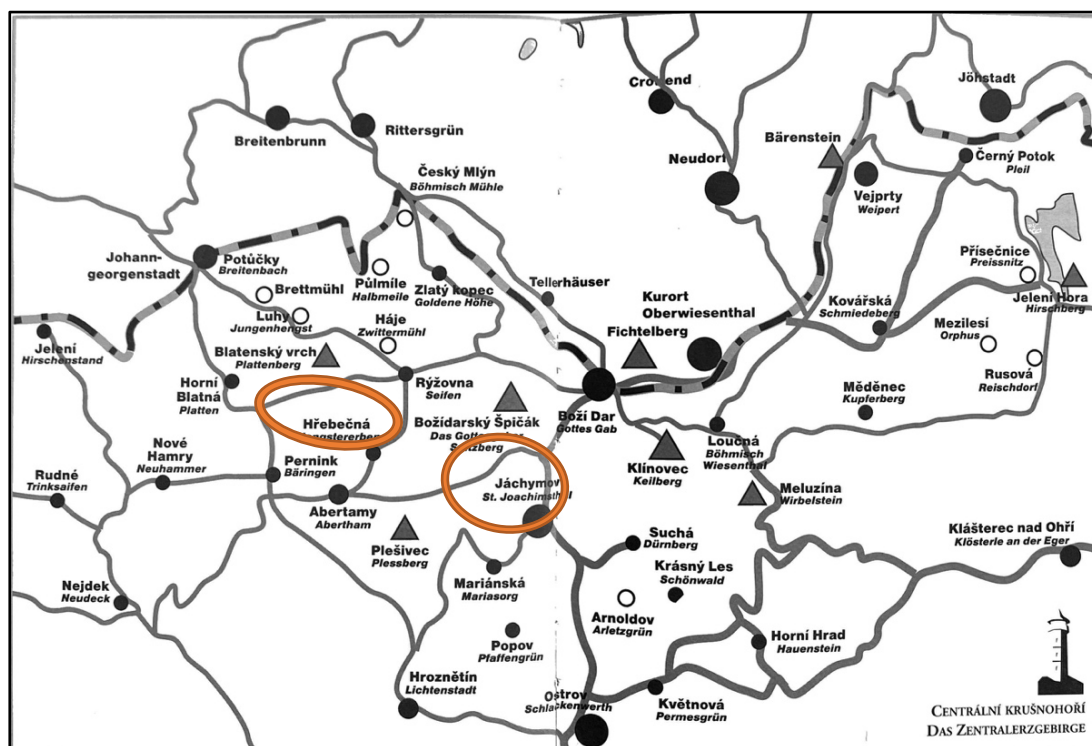 Crottend
Jöhstadt
Breitenbrunn
Rittersgrün
Bärenstein
Neudorf
Černý Potok
Pleil
Český Mlýn
Böhmisch Mühle
Vejprty
Weipert
Johann-
georgenstadt
Potůčky
Breitenbach
Přísečnice
Preissnitz
Půlmíle
Halbmeile
Zlatý kopec
Goldene Höhe
Tellerhäuser
Brettmühl
Kurort
Oberwiesenthal
Jelení Hora
Hirschberg
Kovářská
Schmiedeberg
Luhy
Jungenhengst
Háje
Zwittermühl
Fichtelberg
Mezilesí
Orphus
Jelení
Hirschenstand
Blatenský vrch
Plattenberg
Rusová
Reischdorf
Horní
Blatná
Platten
Rýžovna
Seifen
Měděnec
Kupferberg
Božídarský Špičák
Das Gottes
Boží Dar
Gottes Gab
Hřebečná
Loučná
Böhmisch
Wiesenthal
Klínovec
Keilberg
Nové
Hamry
Neuhammer
Pernink
Bäringen
Rudné
Trinksaifen
Jáchymov
St. Joachimsthal
Meluzína
Wirbelstein
Abertamy
Abertham
Plešivec
Plessberg
Suchá
Dürnberg
Klášterec nad Ohří
Klösterle an der Eger
Mariánská
Mariasorg
Krásný Les
Schönwald
Nejdek
Neudeck
Arnoldov
Arletzgrün
Popov
Pfaffengrün
Horní Hrad
Hauenstein
Hroznětín
Lichtenstadt
Ostrov
Schlackenwerth
Květnová
Permesgrün
Centrální krušnohoří
Das Zentralerzgebirge